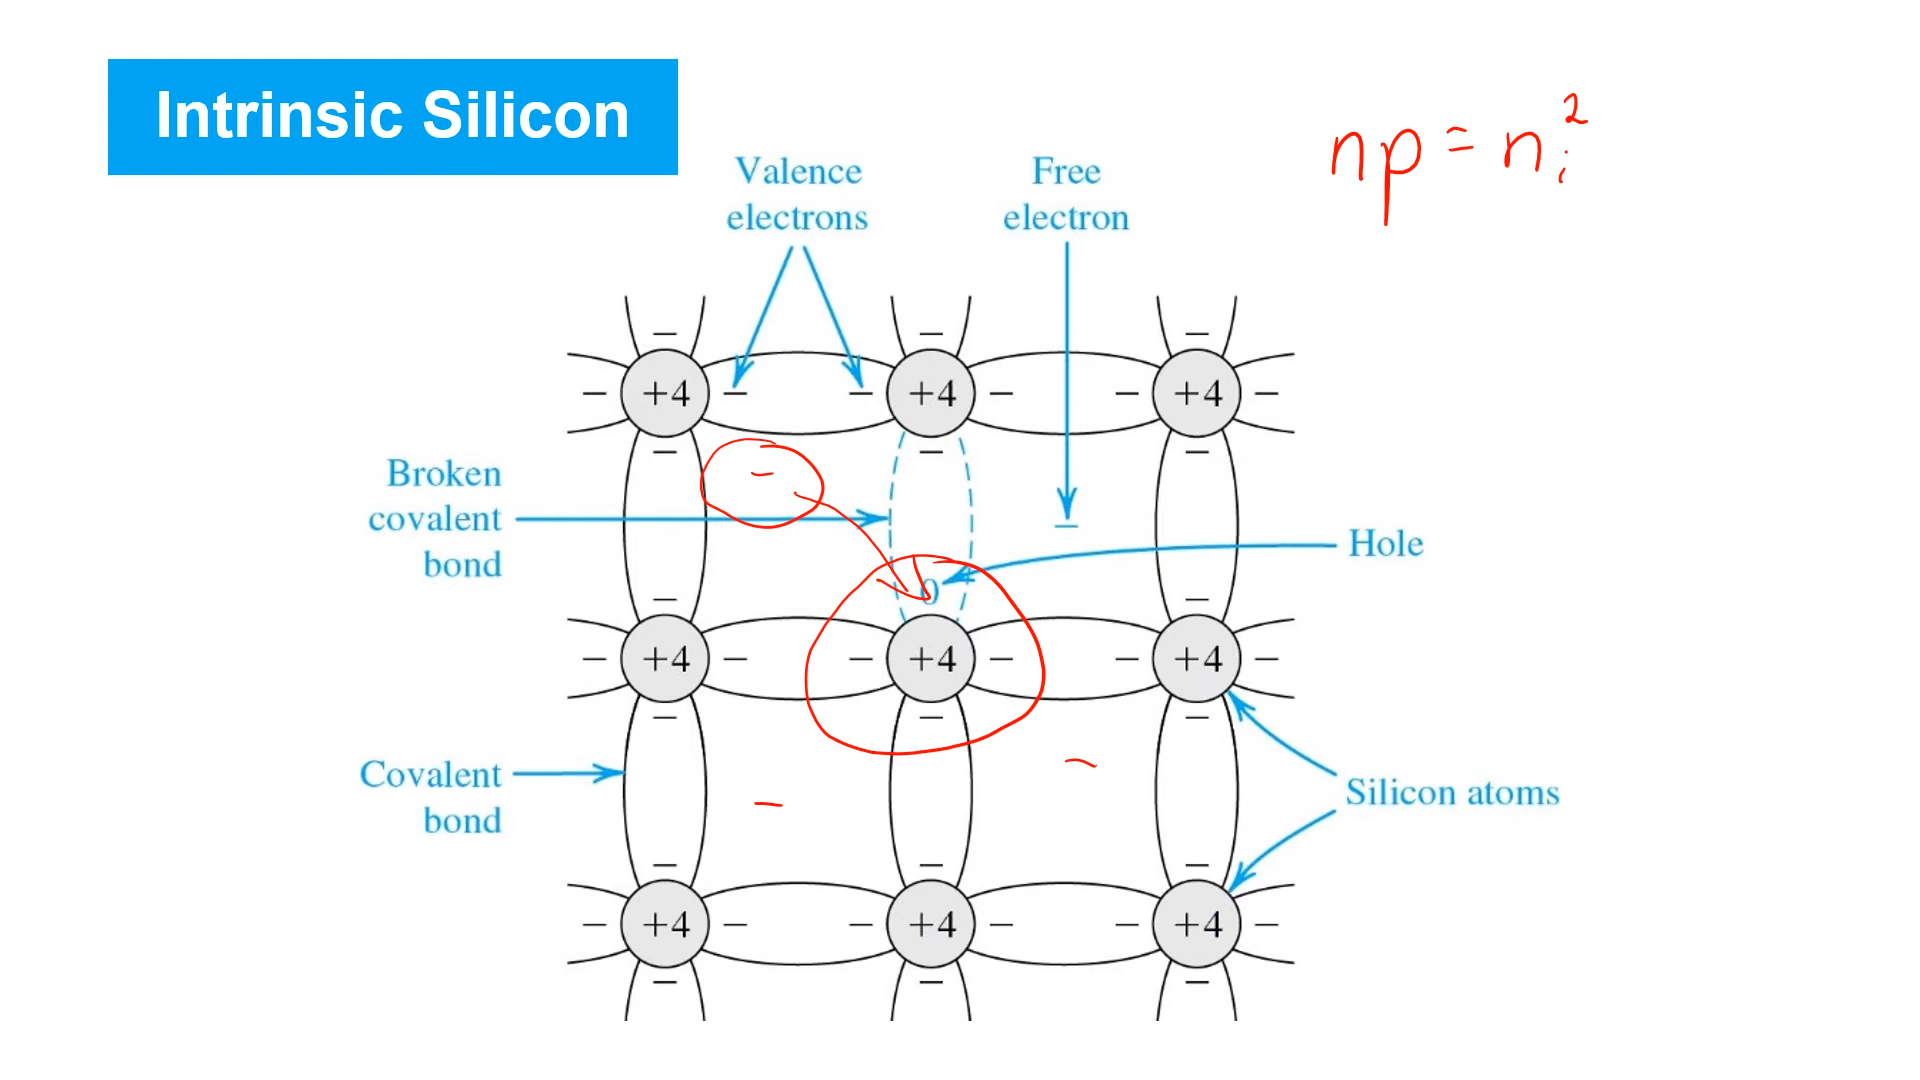 Intrinsic Silicon
np = nᵢ²
Valence
electrons
Free
electron
− − −
− +4 − − +4 − − +4 −
− − −
−
Broken
covalent
bond
−
Hole
0
− −
− +4 − − +4 − − +4 −
− − −
−
−
Covalent
bond
Silicon atoms
− − −
− +4 − − +4 − − +4 −
− − −